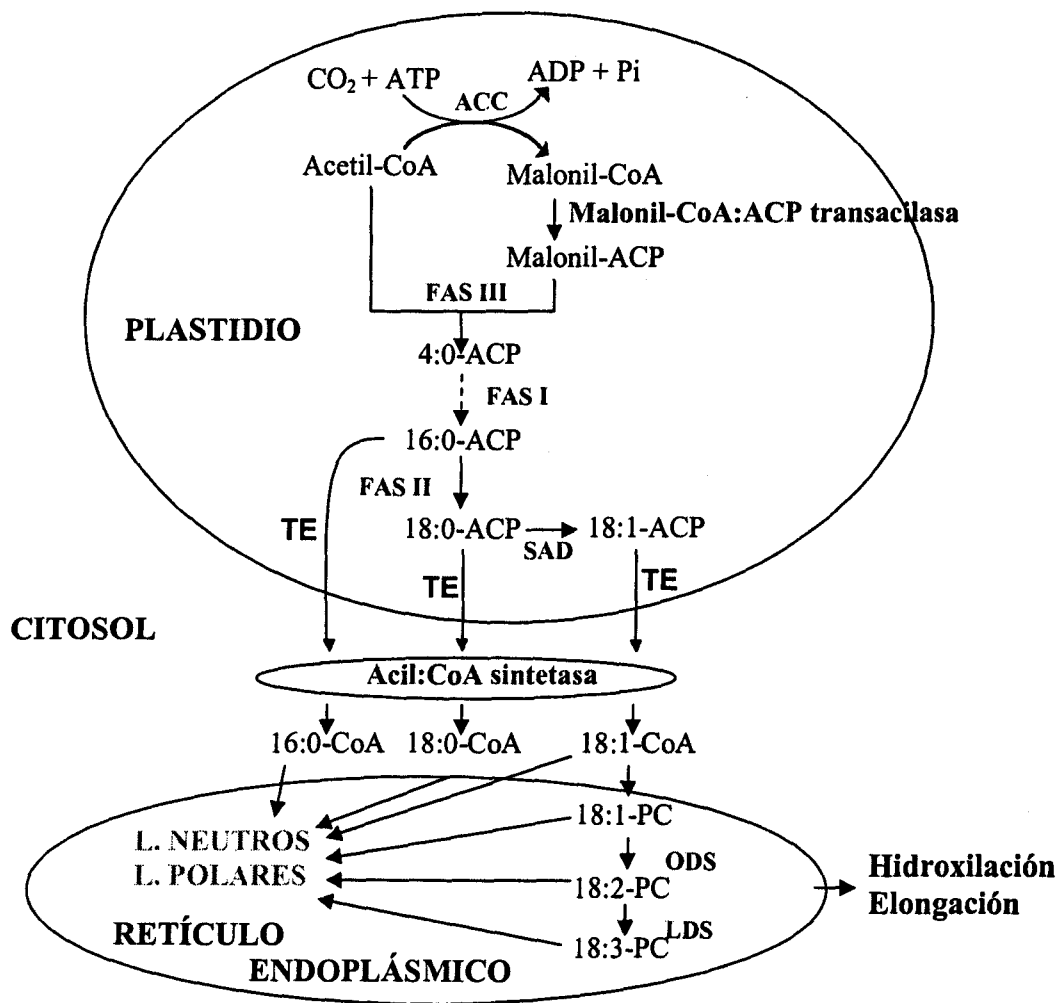 CO₂ + ATP ADP + Pi
ACC
Acetil-CoA Malonil-CoA
Malonil-CoA:ACP transacilasa
Malonil-ACP
FAS III
PLASTIDIO
4:0-ACP
FAS I
16:0-ACP
FAS II
TE 18:0-ACP 18:1-ACP
SAD
TE TE
CITOSOL
Acil:CoA sintetasa
16:0-CoA 18:0-CoA 18:1-CoA
18:1-PC
L. NEUTROS
ODS
L. POLARES 18:2-PC
Hidroxilación
Elongación
LDS
RETÍCULO 18:3-PC
ENDOPLÁSMICO